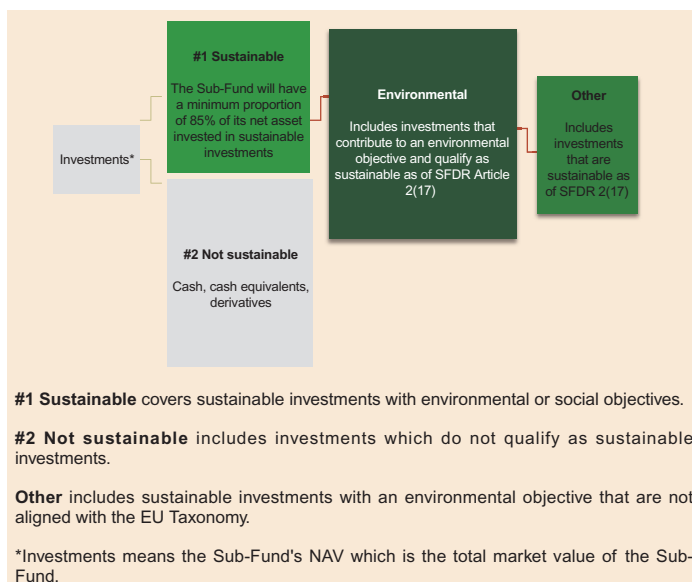 Investments*
#1 Sustainable
The Sub-Fund will have
a minimum proportion
of 85% of its net asset
invested in sustainable
investments
#2 Not sustainable
Cash, cash equivalents,
derivatives
Environmental
Includes investments that
contribute to an environmental
objective and qualify as
sustainable as of SFDR Article
2(17)
Other
Includes
investments
that are
sustainable as
of SFDR 2(17)
#1 Sustainable covers sustainable investments with environmental or social objectives.
#2 Not sustainable includes investments which do not qualify as sustainable
investments.
Other includes sustainable investments with an environmental objective that are not
aligned with the EU Taxonomy.
*Investments means the Sub-Fund's NAV which is the total market value of the Sub-
Fund.